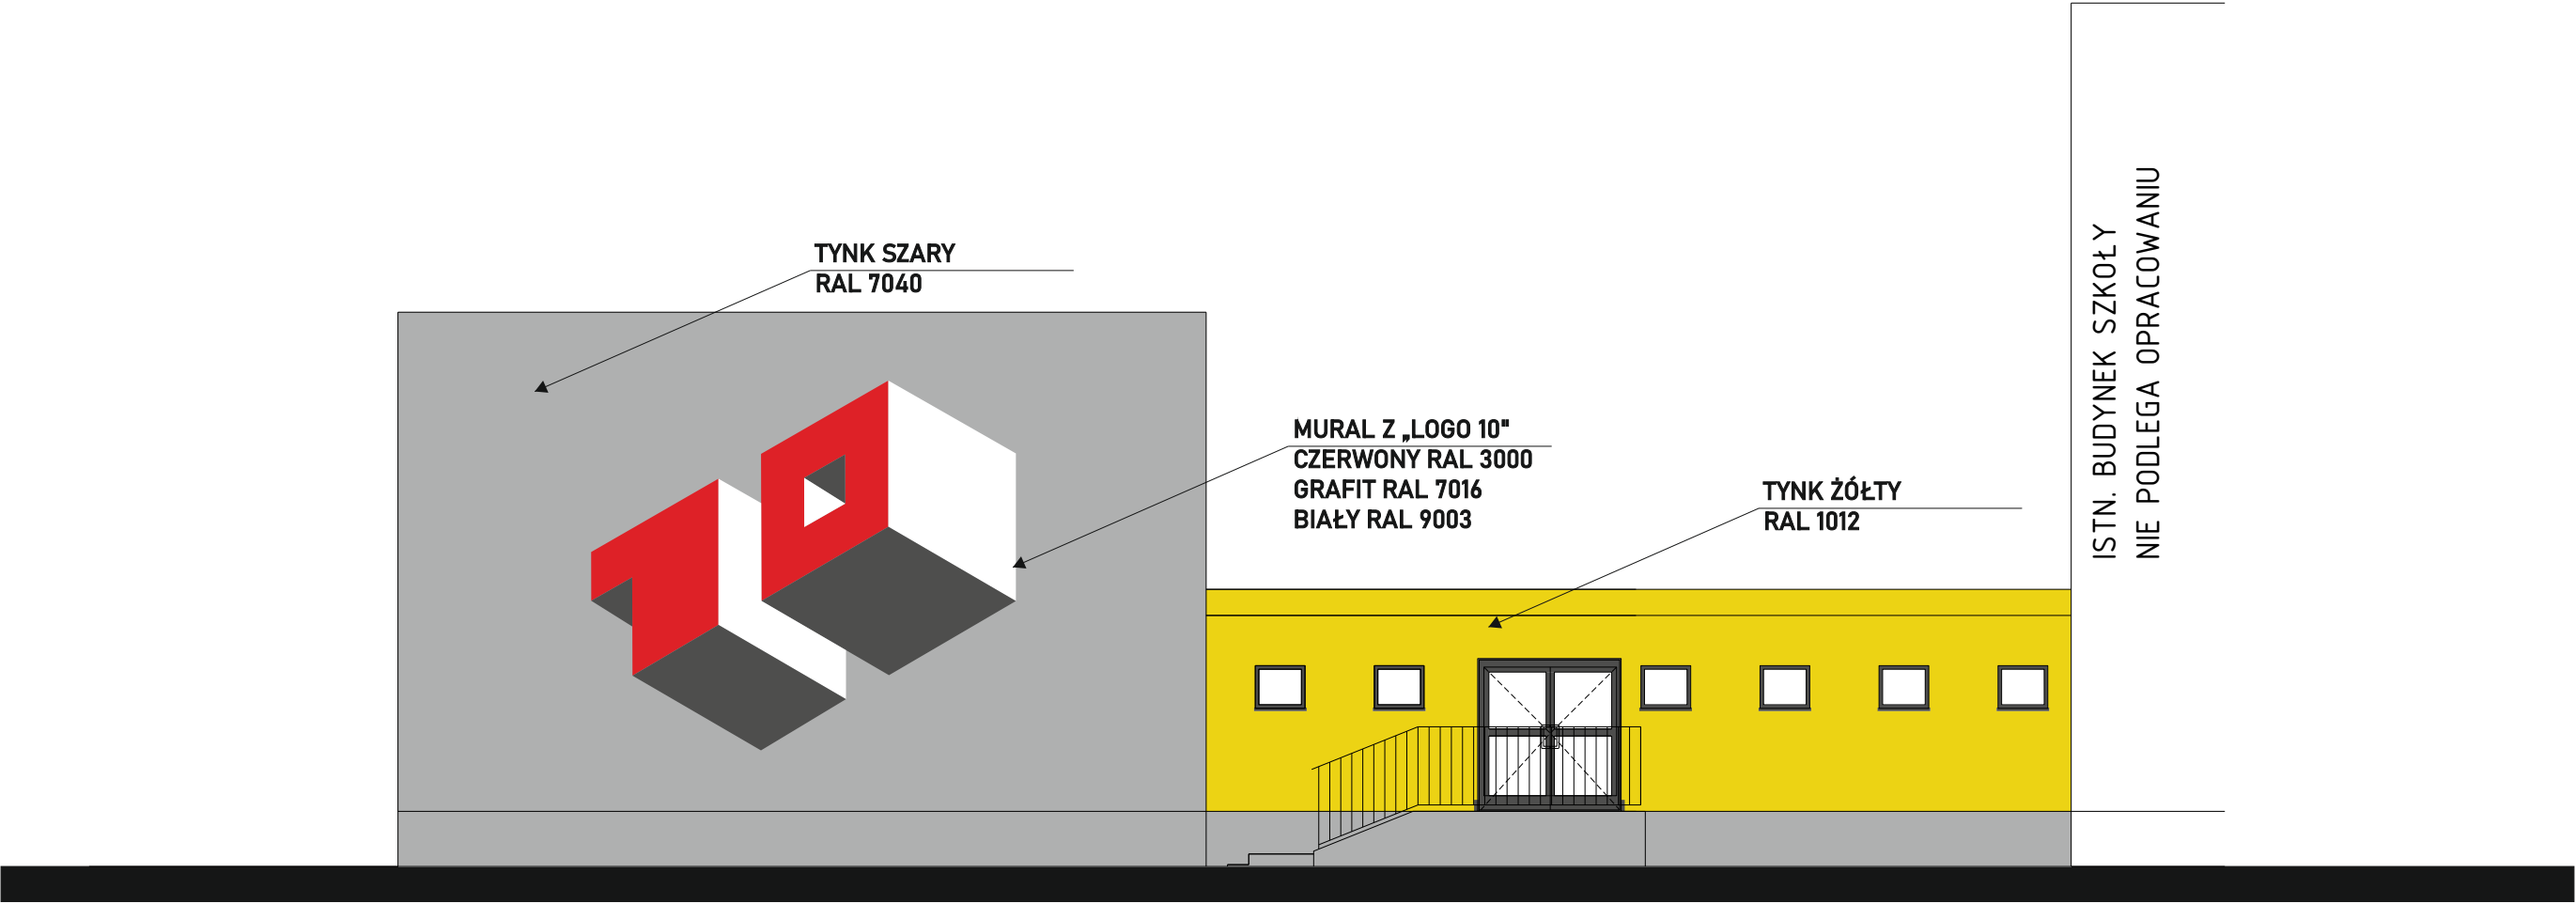 TYNK SZARY
RAL 7040
10
MURAL Z „LOGO 10"
CZERWONY RAL 3000
GRAFIT RAL 7016
BIAŁY RAL 9003
TYNK ŻÓŁTY
RAL 1012
ISTN. BUDYNEK SZKOŁY
NIE PODLEGA OPRACOWANIU